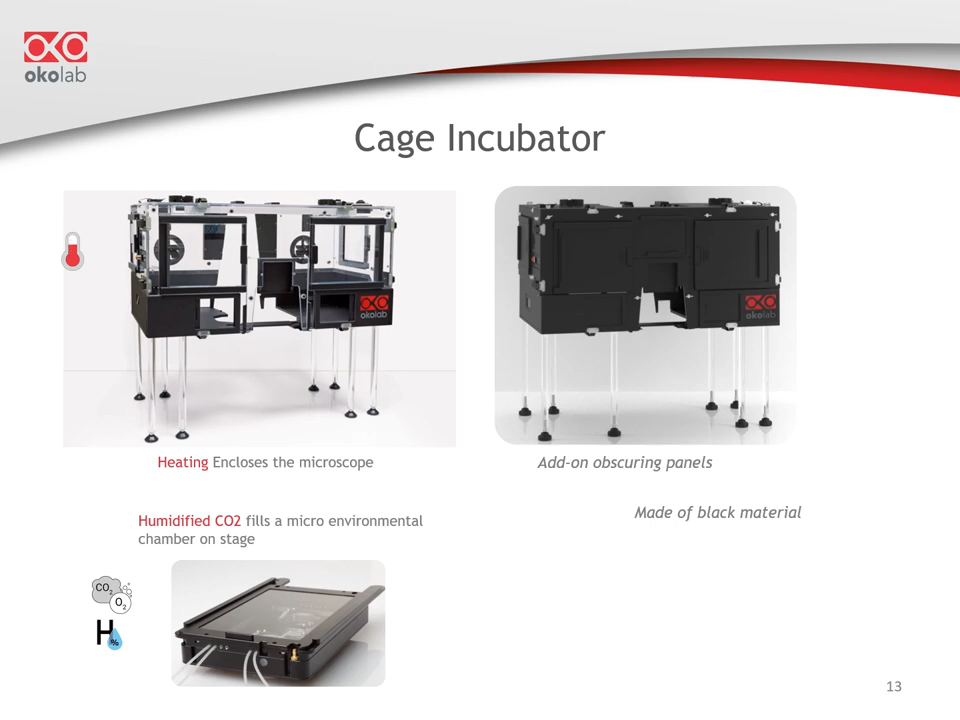 okolab
Cage Incubator
okolab
okolab
Heating Encloses the microscope
Add-on obscuring panels
Made of black material
Humidified CO2 fills a micro environmental
chamber on stage
CO2
O2
H
%
13